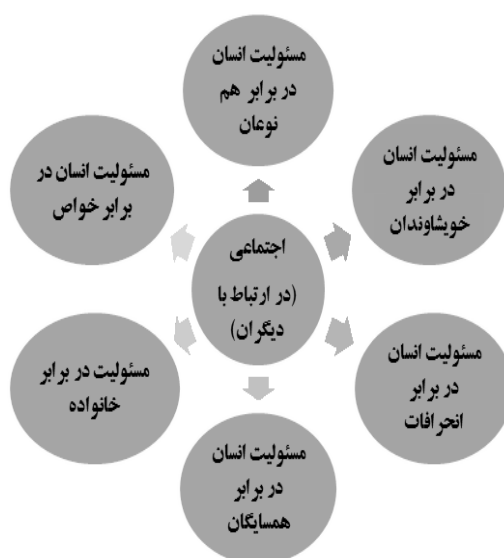 مسئولیت انسان
در برابر هم
نوعان
مسئولیت انسان
در برابر
خویشاوندان
مسئولیت انسان
در برابر
انحرافات
مسئولیت انسان
در برابر
همسایگان
مسئولیت در برابر
خانواده
مسئولیت انسان در
برابر خواص
اجتماعی
(در ارتباط با
دیگران)